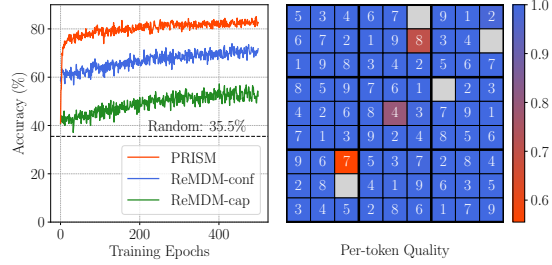 80
60
40
20
0
Accuracy (%)
Random: 35.5%
PRISM
ReMDM-conf
ReMDM-cap
0 200 400
Training Epochs
5 3 4 6 7 9 1 2
6 7 2 1 9 8 3 4
1 9 8 3 4 2 5 6 7
8 5 9 7 6 1 2 3
4 2 6 8 4 3 7 9 1
7 1 3 9 2 4 8 5 6
9 6 7 5 3 7 2 8 4
2 8 4 1 9 6 3 5
3 4 5 2 8 6 1 7 9
Per-token Quality
1.0
0.9
0.8
0.7
0.6